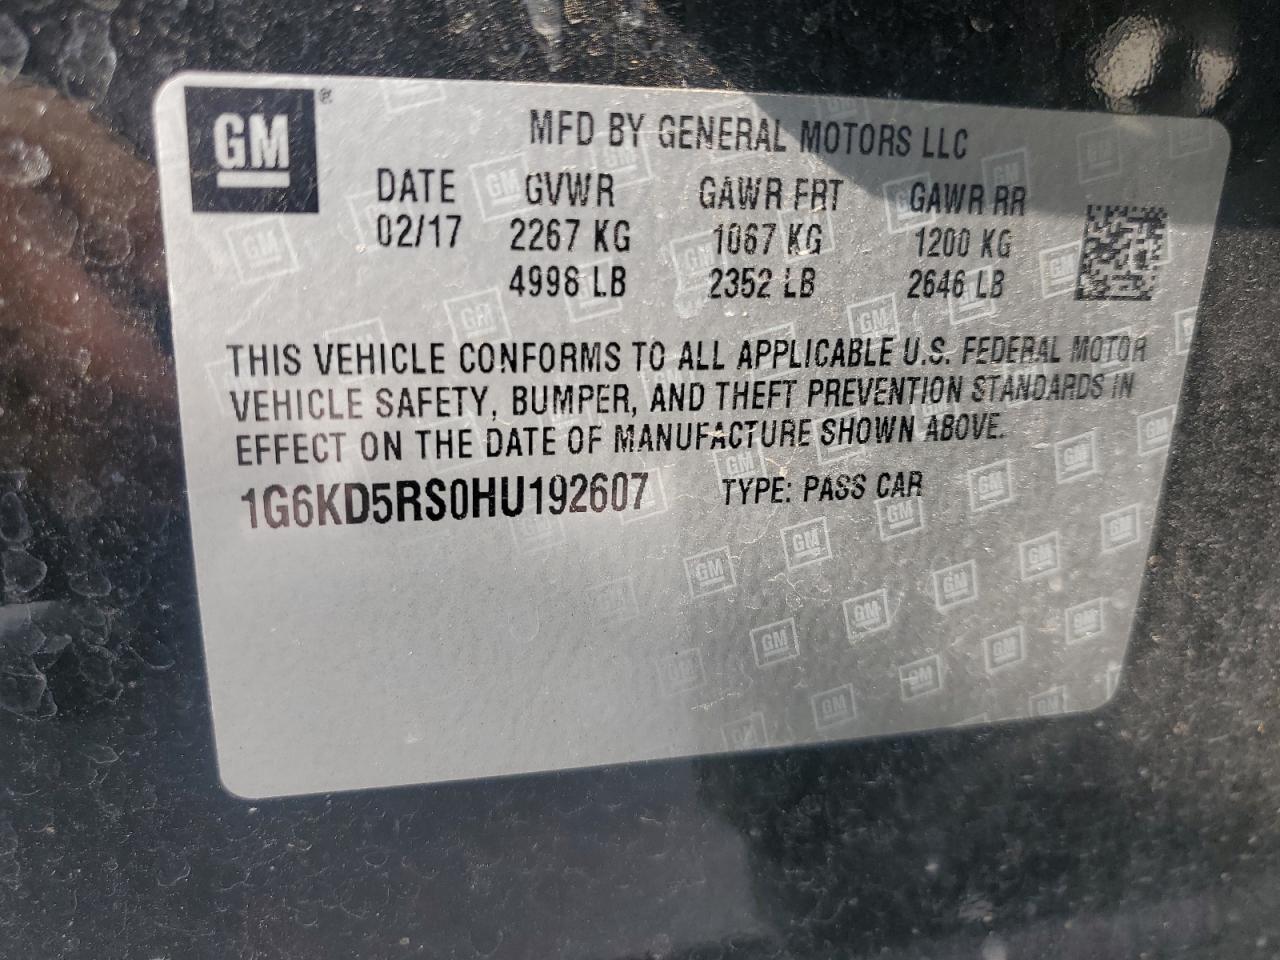 GM ®
MFD BY GENERAL MOTORS LLC
DATE GVWR GAWR FRT GAWR RR
02/17 2267 KG 1067 KG 1200 KG
4998 LB 2352 LB 2646 LB
THIS VEHICLE CONFORMS TO ALL APPLICABLE U.S. FEDERAL MOTOR
VEHICLE SAFETY, BUMPER, AND THEFT PREVENTION STANDARDS IN
EFFECT ON THE DATE OF MANUFACTURE SHOWN ABOVE.
1G6KD5RS0HU192607 TYPE: PASS CAR